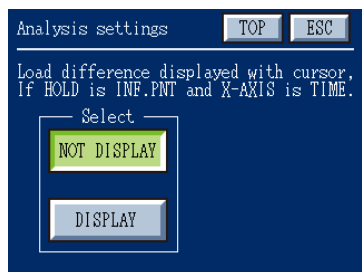 Analysis settings TOP ESC
Load difference displayed with cursor,
If HOLD is INF.PNT and X-AXIS is TIME.
Select
NOT DISPLAY
DISPLAY